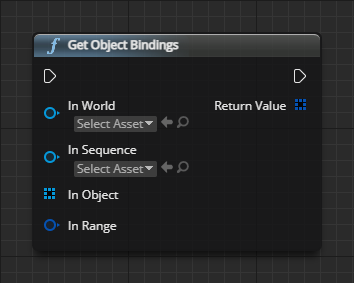 f Get Object Bindings
In World Return Value
Select Asset
In Sequence
Select Asset
In Object
In Range